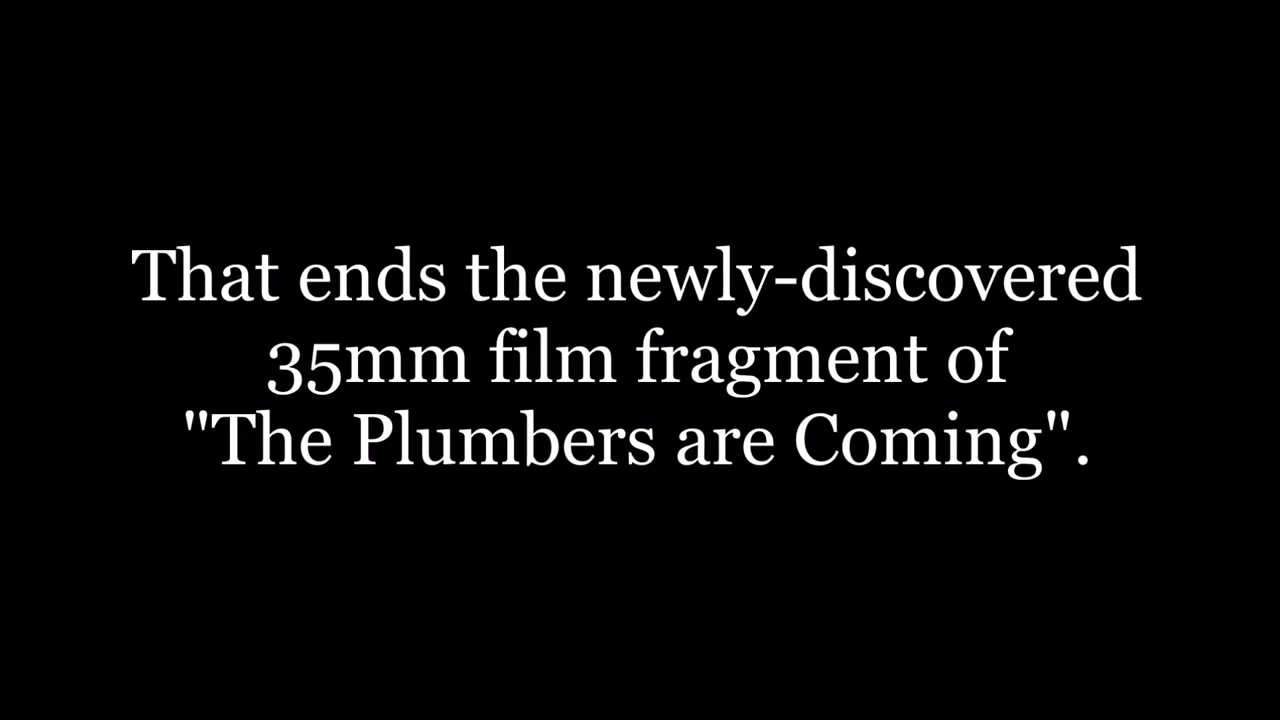 That ends the newly-discovered
35mm film fragment of
"The Plumbers are Coming".